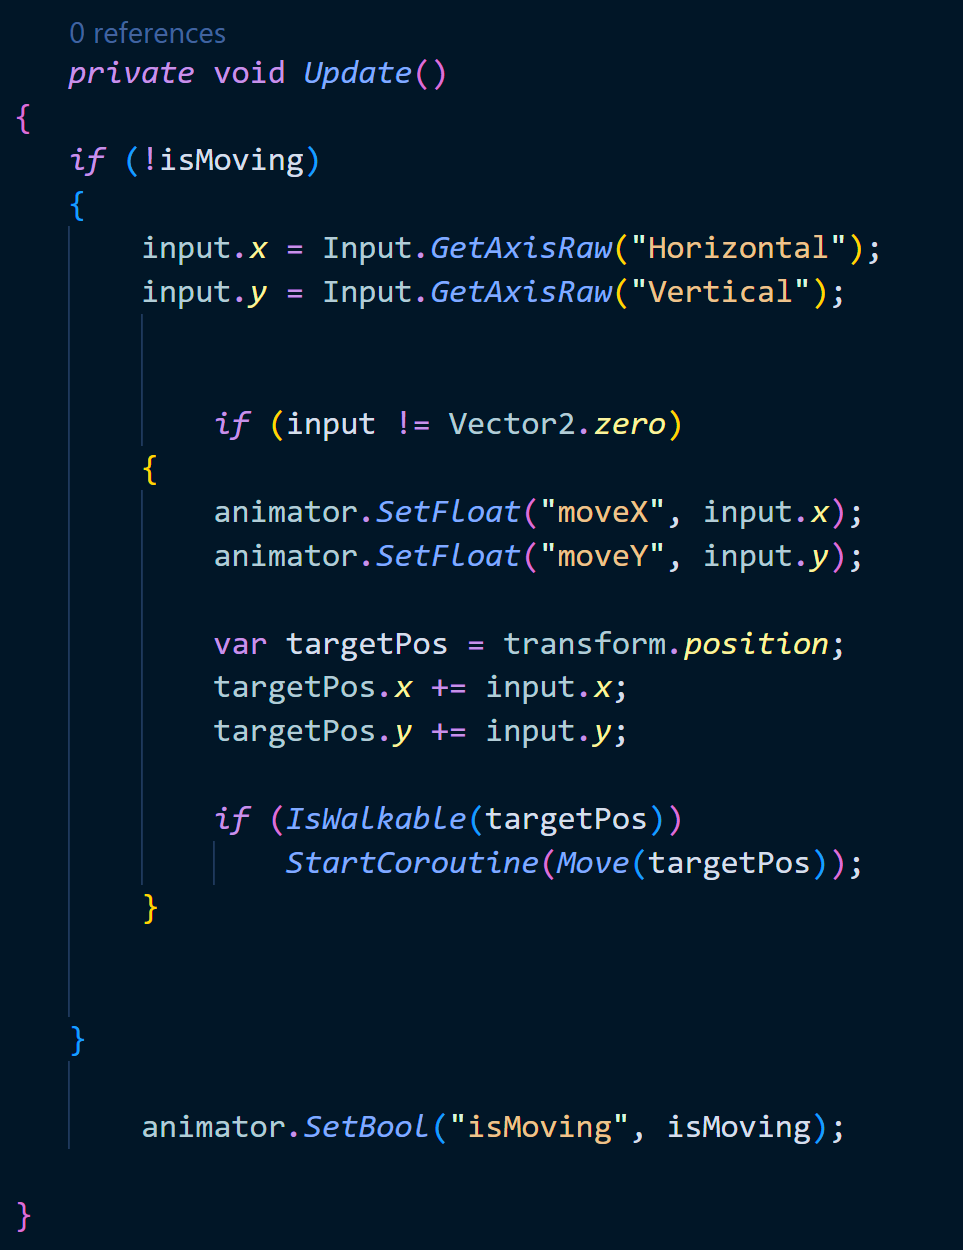 0 references
private void Update()
{
if (!isMoving)
{
input.x = Input.GetAxisRaw("Horizontal");
input.y = Input.GetAxisRaw("Vertical");
if (input != Vector2.zero)
{
animator.SetFloat("moveX", input.x);
animator.SetFloat("moveY", input.y);
var targetPos = transform.position;
targetPos.x += input.x;
targetPos.y += input.y;
if (IsWalkable(targetPos))
StartCoroutine(Move(targetPos));
}
}
animator.SetBool("isMoving", isMoving);
}